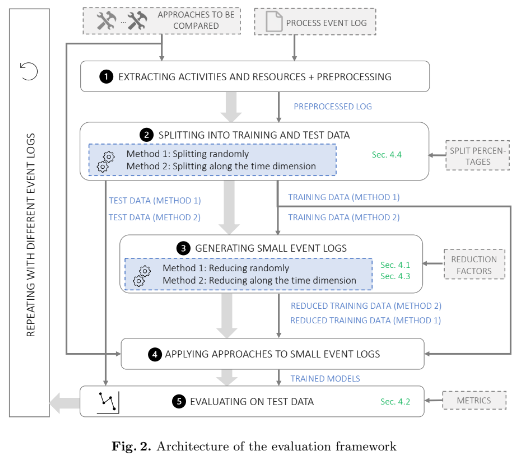 APPROACHES TO BE
COMPARED
...
PROCESS EVENT LOG
1 EXTRACTING ACTIVITIES AND RESOURCES + PREPROCESSING
PREPROCESSED LOG
2 SPLITTING INTO TRAINING AND TEST DATA
Method 1: Splitting randomly
Method 2: Splitting along the time dimension
Sec. 4.4
SPLIT PERCEN-
TAGES
TEST DATA (METHOD 1)
TEST DATA (METHOD 2)
TRAINING DATA (METHOD 1)
TRAINING DATA (METHOD 2)
3 GENERATING SMALL EVENT LOGS
Method 1: Reducing randomly
Method 2: Reducing along the time dimension
Sec. 4.1
Sec. 4.3
REDUCTION
FACTORS
REDUCED TRAINING DATA (METHOD 2)
REDUCED TRAINING DATA (METHOD 1)
4 APPLYING APPROACHES TO SMALL EVENT LOGS
TRAINED MODELS
5 EVALUATING ON TEST DATA
Sec. 4.2
METRICS
REPEATING WITH DIFFERENT EVENT LOGS
Fig. 2. Architecture of the evaluation framework